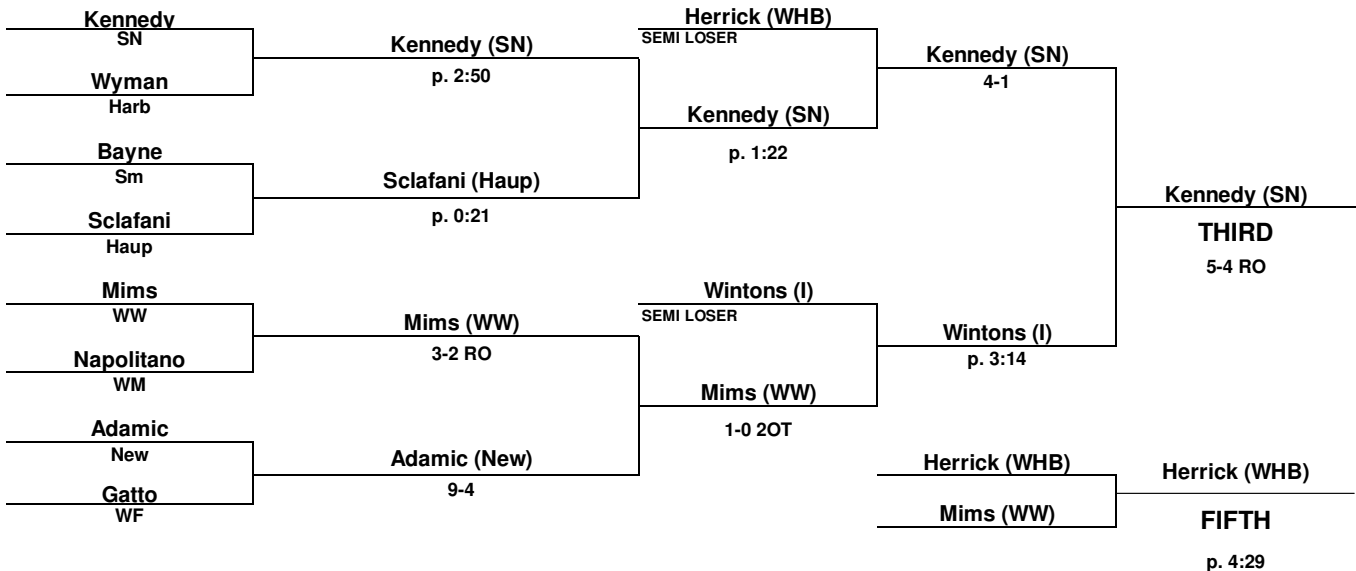 Kennedy
SN
Wyman
Harb
Bayne
Sm
Sclafani
Haup
Mims
WW
Napolitano
WM
Adamic
New
Gatto
WF
Kennedy (SN)
p. 2:50
Sclafani (Haup)
p. 0:21
Mims (WW)
3-2 RO
Adamic (New)
9-4
Herrick (WHB)
SEMI LOSER
Kennedy (SN)
p. 1:22
Wintons (I)
SEMI LOSER
Mims (WW)
1-0 2OT
Kennedy (SN)
4-1
Wintons (I)
p. 3:14
Herrick (WHB)
Mims (WW)
Kennedy (SN)
THIRD
5-4 RO
Herrick (WHB)
FIFTH
p. 4:29